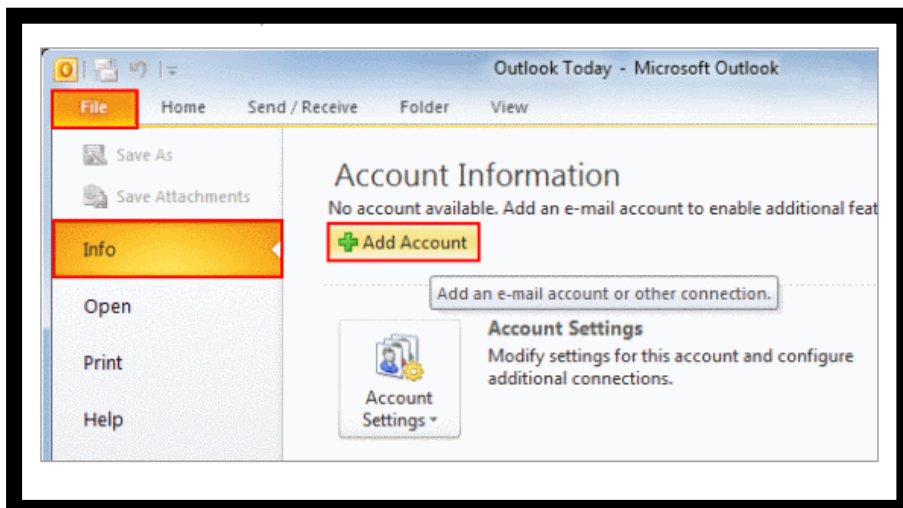 Outlook Today - Microsoft Outlook
File Home Send / Receive Folder View
Save As
Save Attachments
Info
Open
Print
Help
Account Information
No account available. Add an e-mail account to enable additional feat
Add Account
Add an e-mail account or other connection.
Account Settings
Modify settings for this account and configure
additional connections.
Account
Settings